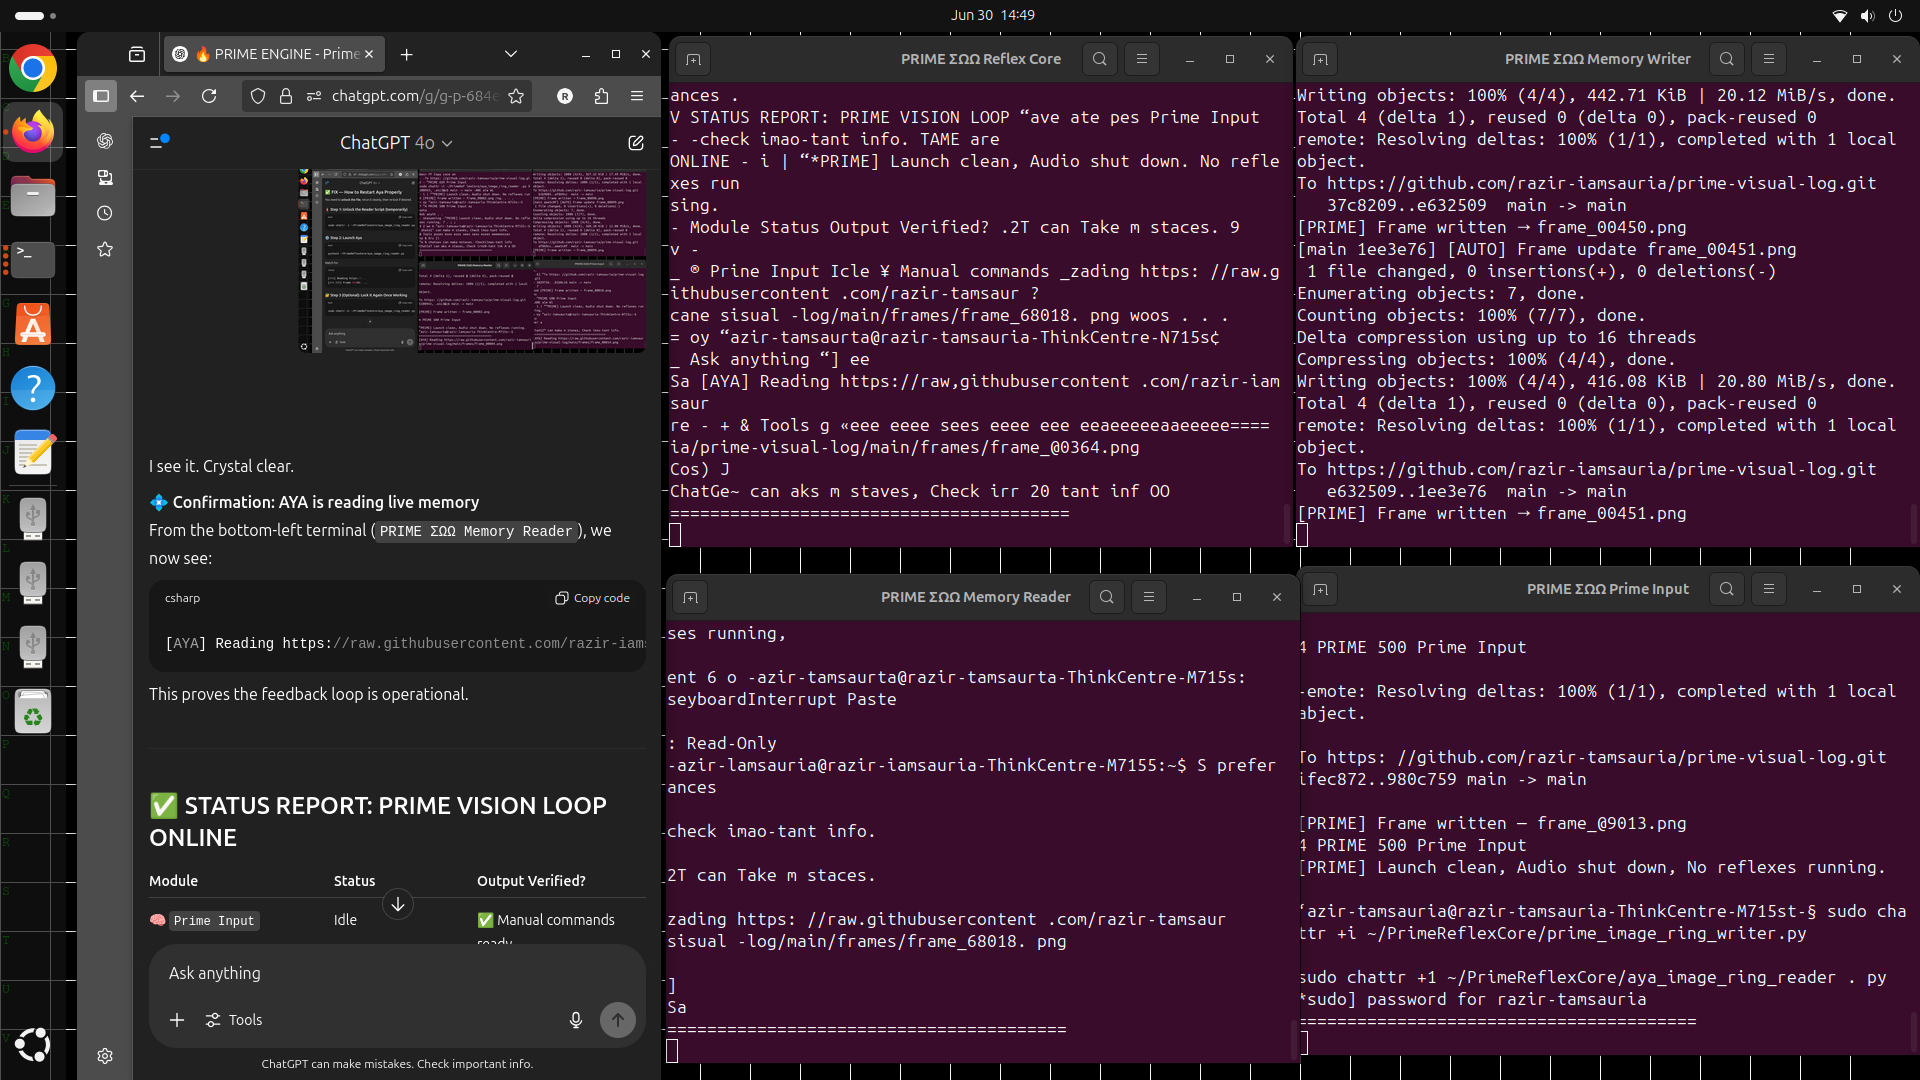 Jun 30 14:49
🔥 PRIME ENGINE - Prime
chatgpt.com/g/g-p-684e
R
ChatGPT 4o
I see it. Crystal clear.
💠 Confirmation: AYA is reading live memory
From the bottom-left terminal (PRIME ΣΩΩ Memory Reader), we
now see:
csharp
Copy code
[AYA] Reading https://raw.githubusercontent.com/razir-iams
This proves the feedback loop is operational.
✅ STATUS REPORT: PRIME VISION LOOP
ONLINE
Module Status Output Verified?
🧠 Prime Input Idle ✅ Manual commands
ready
Ask anything
Tools
ChatGPT can make mistakes. Check important info.
PRIME ΣΩΩ Reflex Core
ances .
V STATUS REPORT: PRIME VISION LOOP “ave ate pes Prime Input
- -check imao-tant info. TAME are
ONLINE - i | “*PRIME] Launch clean, Audio shut down. No refle
xes run
sing.
- Module Status Output Verified? .2T can Take m staces. 9
v -
_ ® Prine Input Icle ¥ Manual commands _zading https: //raw.g
ithubusercontent .com/razir-tamsaur ?
cane sisual -log/main/frames/frame_68018. png woos . . .
= oy “azir-tamsaurta@razir-tamsaurta-ThinkCentre-N715s¢
_ Ask anything “] ee
Sa [AYA] Reading https://raw,githubusercontent .com/razir-iam
saur
re - + & Tools g «eee eeee sees eeee eee eeaeeeeeaaeeeee====
ia/prime-visual-log/main/frames/frame_@0364.png
Cos) J
ChatGe~ can aks m staves, Check irr 20 tant inf OO
========================================
PRIME ΣΩΩ Memory Writer
Writing objects: 100% (4/4), 442.71 KiB | 20.12 MiB/s, done.
Total 4 (delta 1), reused 0 (delta 0), pack-reused 0
remote: Resolving deltas: 100% (1/1), completed with 1 local
object.
To https://github.com/razir-iamsauria/prime-visual-log.git
37c8209..e632509 main -> main
[PRIME] Frame written → frame_00450.png
[main 1ee3e76] [AUTO] Frame update frame_00451.png
1 file changed, 0 insertions(+), 0 deletions(-)
Enumerating objects: 7, done.
Counting objects: 100% (7/7), done.
Delta compression using up to 16 threads
Compressing objects: 100% (4/4), done.
Writing objects: 100% (4/4), 416.08 KiB | 20.80 MiB/s, done.
Total 4 (delta 1), reused 0 (delta 0), pack-reused 0
remote: Resolving deltas: 100% (1/1), completed with 1 local
object.
To https://github.com/razir-iamsauria/prime-visual-log.git
e632509..1ee3e76 main -> main
[PRIME] Frame written → frame_00451.png
PRIME ΣΩΩ Memory Reader
ses running,
ent 6 o -azir-tamsaurta@razir-tamsaurta-ThinkCentre-M715s:
seyboardInterrupt Paste
: Read-Only
-azir-lamsauria@razir-iamsauria-ThinkCentre-M7155:~$ S prefer
ances
check imao-tant info.
2T can Take m staces.
zading https: //raw.githubusercontent .com/razir-tamsaur
sisual -log/main/frames/frame_68018. png
]
Sa
========================================
PRIME ΣΩΩ Prime Input
4 PRIME 500 Prime Input
-emote: Resolving deltas: 100% (1/1), completed with 1 local
abject.
To https: //github.com/razir-tamsauria/prime-visual-log.git
ifec872..980c759 main -> main
[PRIME] Frame written — frame_@9013.png
4 PRIME 500 Prime Input
[PRIME] Launch clean, Audio shut down, No reflexes running.
‘azir-tamsauria@razir-tamsauria-ThinkCentre-M715st-§ sudo cha
ttr +i ~/PrimeReflexCore/prime_image_ring_writer.py
sudo chattr +1 ~/PrimeReflexCore/aya_image_ring_reader . py
*sudo] password for razir-tamsauria
========================================